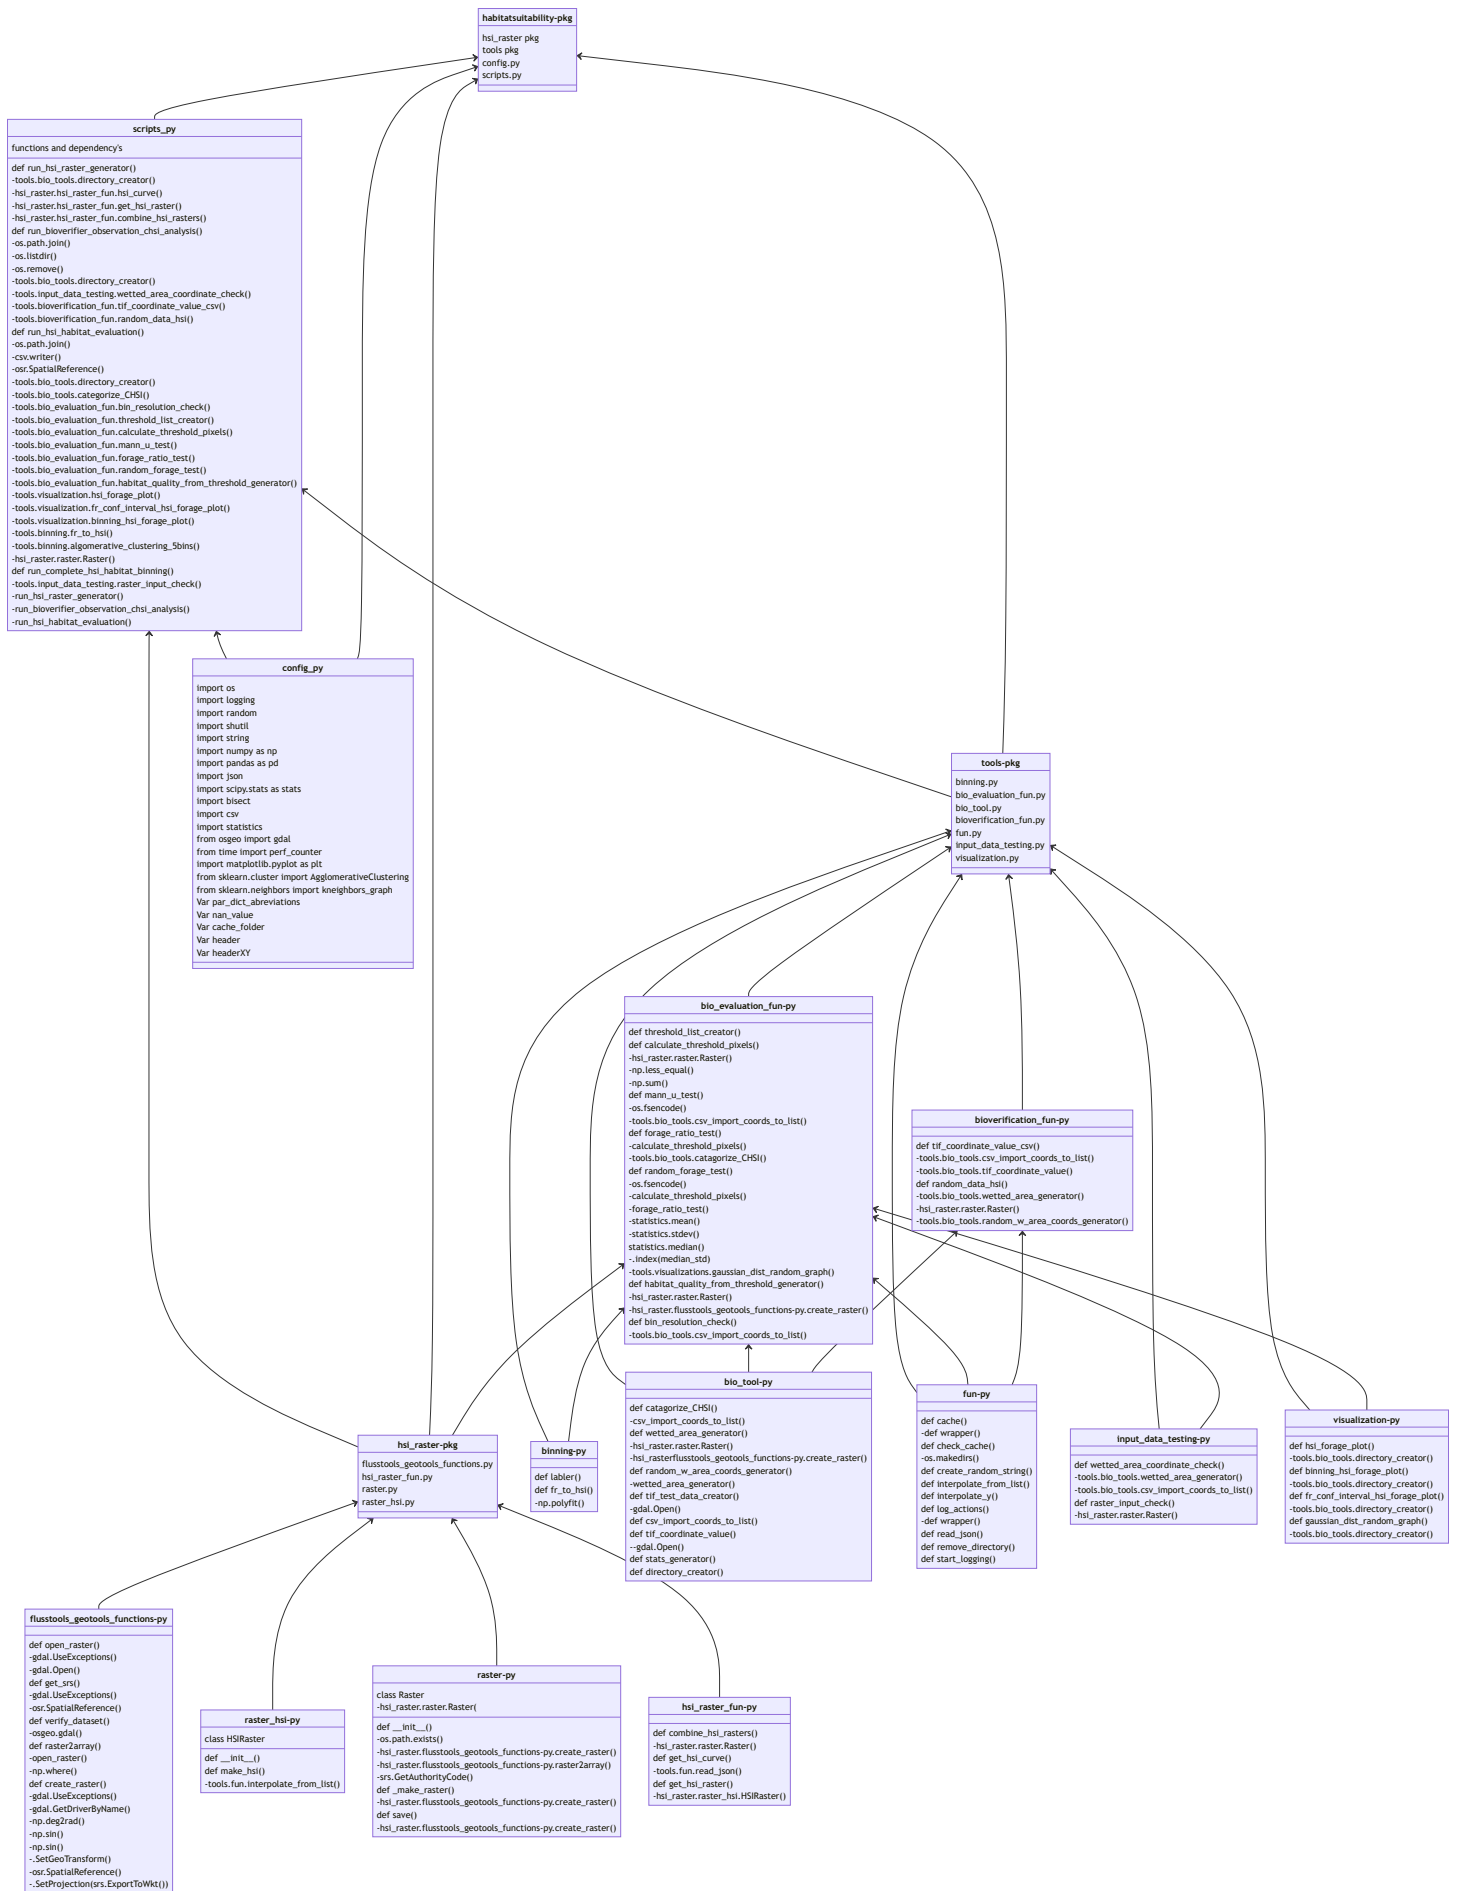 habitatsuitability-pkg
hsi_raster pkg
tools pkg
config.py
scripts.py
scripts_py
functions and dependency's
def run_hsi_raster_generator()
-tools.bio_tools.directory_creator()
-hsi_raster.hsi_raster_fun.hsi_curve()
-hsi_raster.hsi_raster_fun.get_hsi_raster()
-hsi_raster.hsi_raster_fun.combine_hsi_rasters()
def run_bioverifier_observation_chsi_analysis()
-os.path.join()
-os.listdir()
-os.remove()
-tools.bio_tools.directory_creator()
-tools.input_data_testing.wetted_area_coordinate_check()
-tools.bioverification_fun.tif_coordinate_value_csv()
-tools.bioverification_fun.random_data_hsi()
def run_hsi_habitat_evaluation()
-os.path.join()
-csv.writer()
-osr.SpatialReference()
-tools.bio_tools.directory_creator()
-tools.bio_tools.categorize_CHSI()
-tools.bio_evaluation_fun.bin_resolution_check()
-tools.bio_evaluation_fun.threshold_list_creator()
-tools.bio_evaluation_fun.calculate_threshold_pixels()
-tools.bio_evaluation_fun.mann_u_test()
-tools.bio_evaluation_fun.forage_ratio_test()
-tools.bio_evaluation_fun.random_forage_test()
-tools.bio_evaluation_fun.habitat_quality_from_threshold_generator()
-tools.visualization.hsi_forage_plot()
-tools.visualization.fr_conf_interval_hsi_forage_plot()
-tools.visualization.binning_hsi_forage_plot()
-tools.binning.fr_to_hsi()
-tools.binning.algomerative_clustering_5bins()
-hsi_raster.raster.Raster()
def run_complete_hsi_habitat_binning()
-tools.input_data_testing.raster_input_check()
-run_hsi_raster_generator()
-run_bioverifier_observation_chsi_analysis()
-run_hsi_habitat_evaluation()
config_py
import os
import logging
import random
import shutil
import string
import numpy as np
import pandas as pd
import json
import scipy.stats as stats
import bisect
import csv
import statistics
from osgeo import gdal
from time import perf_counter
import matplotlib.pyplot as plt
from sklearn.cluster import AgglomerativeClustering
from sklearn.neighbors import kneighbors_graph
Var par_dict_abreviations
Var nan_value
Var cache_folder
Var header
Var headerXY
tools-pkg
binning.py
bio_evaluation_fun.py
bio_tool.py
bioverification_fun.py
fun.py
input_data_testing.py
visualization.py
bio_evaluation_fun-py
def threshold_list_creator()
def calculate_threshold_pixels()
-hsi_raster.raster.Raster()
-np.less_equal()
-np.sum()
def mann_u_test()
-os.fsencode()
-tools.bio_tools.csv_import_coords_to_list()
def forage_ratio_test()
-calculate_threshold_pixels()
-tools.bio_tools.catagorize_CHSI()
def random_forage_test()
-os.fsencode()
-calculate_threshold_pixels()
-forage_ratio_test()
-statistics.mean()
-statistics.stdev()
statistics.median()
-.index(median_std)
-tools.visualizations.gaussian_dist_random_graph()
def habitat_quality_from_threshold_generator()
-hsi_raster.raster.Raster()
-hsi_raster.flusstools_geotools_functions-py.create_raster()
def bin_resolution_check()
-tools.bio_tools.csv_import_coords_to_list()
bioverification_fun-py
def tif_coordinate_value_csv()
-tools.bio_tools.csv_import_coords_to_list()
-tools.bio_tools.tif_coordinate_value()
def random_data_hsi()
-tools.bio_tools.wetted_area_generator()
-hsi_raster.raster.Raster()
-tools.bio_tools.random_w_area_coords_generator()
hsi_raster-pkg
flusstools_geotools_functions.py
hsi_raster_fun.py
raster.py
raster_hsi.py
binning-py
def labler()
def fr_to_hsi()
-np.polyfit()
bio_tool-py
def catagorize_CHSI()
-csv_import_coords_to_list()
def wetted_area_generator()
-hsi_raster.raster.Raster()
-hsi_rasterflusstools_geotools_functions-py.create_raster()
def random_w_area_coords_generator()
-wetted_area_generator()
def tif_test_data_creator()
-gdal.Open()
def csv_import_coords_to_list()
def tif_coordinate_value()
--gdal.Open()
def stats_generator()
def directory_creator()
fun-py
def cache()
-def wrapper()
def check_cache()
-os.makedirs()
def create_random_string()
def interpolate_from_list()
def interpolate_y()
def log_actions()
-def wrapper()
def read_json()
def remove_directory()
def start_logging()
input_data_testing-py
def wetted_area_coordinate_check()
-tools.bio_tools.wetted_area_generator()
-tools.bio_tools.csv_import_coords_to_list()
def raster_input_check()
-hsi_raster.raster.Raster()
visualization-py
def hsi_forage_plot()
-tools.bio_tools.directory_creator()
def binning_hsi_forage_plot()
-tools.bio_tools.directory_creator()
def fr_conf_interval_hsi_forage_plot()
-tools.bio_tools.directory_creator()
def gaussian_dist_random_graph()
-tools.bio_tools.directory_creator()
flusstools_geotools_functions-py
def open_raster()
-gdal.UseExceptions()
-gdal.Open()
def get_srs()
-gdal.UseExceptions()
-osr.SpatialReference()
def verify_dataset()
-osgeo.gdal()
def raster2array()
-open_raster()
-np.where()
def create_raster()
-gdal.UseExceptions()
-gdal.GetDriverByName()
-np.deg2rad()
-np.sin()
-np.sin()
-.SetGeoTransform()
-osr.SpatialReference()
-.SetProjection(srs.ExportToWkt())
raster_hsi-py
class HSIRaster
def __init__()
def make_hsi()
-tools.fun.interpolate_from_list()
raster-py
class Raster
-hsi_raster.raster.Raster(
def __init__()
-os.path.exists()
-hsi_raster.flusstools_geotools_functions-py.create_raster()
-hsi_raster.flusstools_geotools_functions-py.raster2array()
-srs.GetAuthorityCode()
def _make_raster()
-hsi_raster.flusstools_geotools_functions-py.create_raster()
def save()
-hsi_raster.flusstools_geotools_functions-py.create_raster()
hsi_raster_fun-py
def combine_hsi_rasters()
-hsi_raster.raster.Raster()
def get_hsi_curve()
-tools.fun.read_json()
def get_hsi_raster()
-hsi_raster.raster_hsi.HSIRaster()